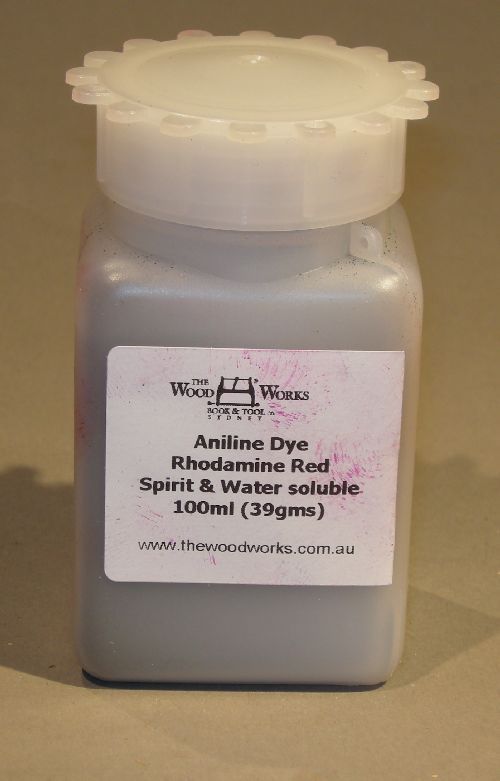 THE
WOOD WORKS
BOOK & TOOL Co
SYDNEY
Aniline Dye
Rhodamine Red
Spirit & Water soluble
100ml (39gms)
www.thewoodworks.com.au